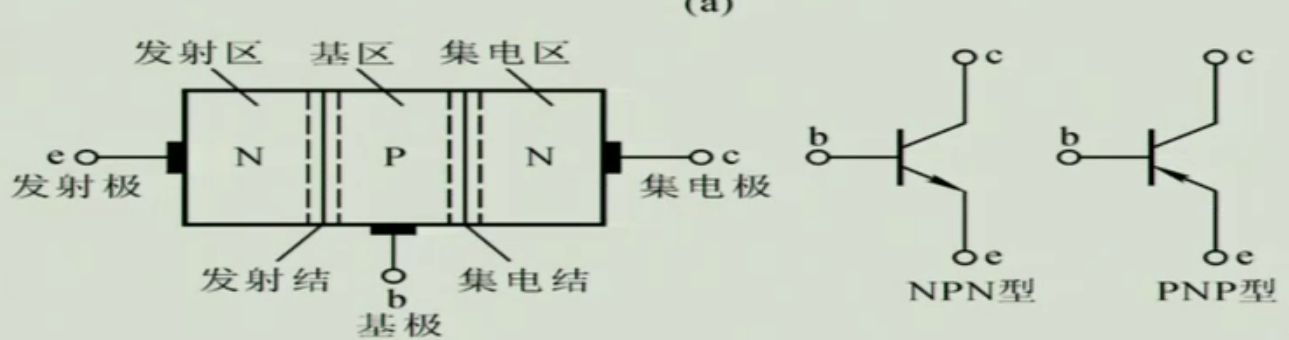 (a)
发射区 基区 集电区 c c
b b
e N P N c
发射极 集电极
e e
发射结 集电结
b NPN型 PNP型
基极